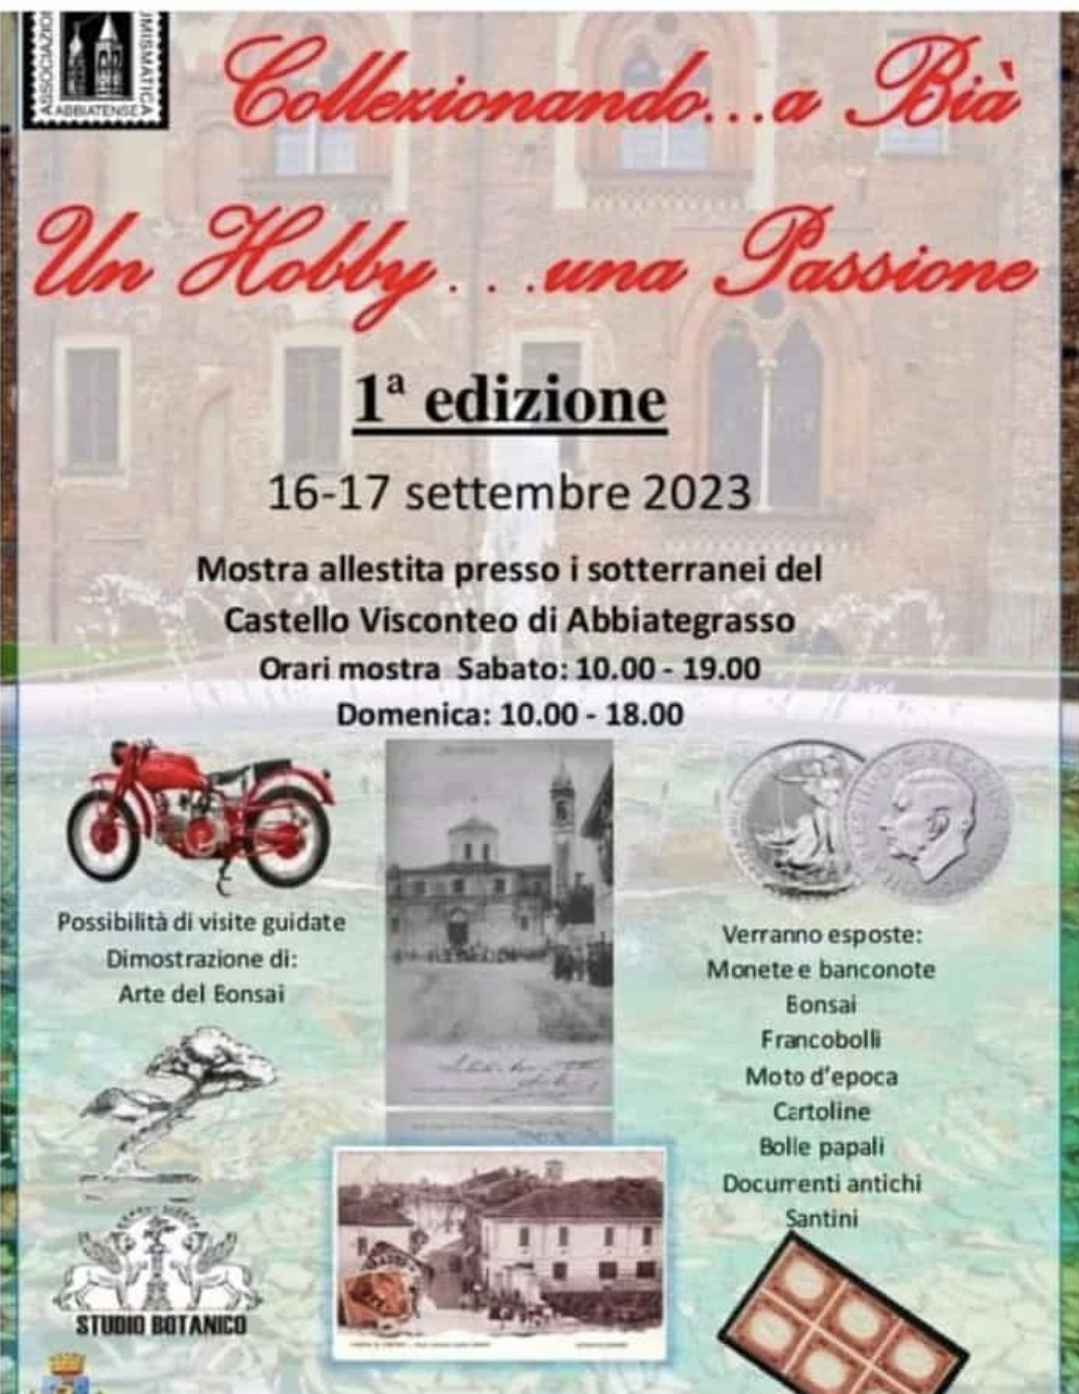 ASSOCIAZIO
UMISMATICA
ABBIATENSE
Collezionando...a Bià
Un Hobby...una Passione
1ª edizione
16-17 settembre 2023
Mostra allestita presso i sotterranei del
Castello Visconteo di Abbiategrasso
Orari mostra Sabato: 10.00 - 19.00
Domenica: 10.00 - 18.00
Possibilità di visite guidate
Dimostrazione di:
Arte del Bonsai
STUDIO BOTANICO
Verranno esposte:
Monete e banconote
Bonsai
Francobolli
Moto d'epoca
Cartoline
Bolle papali
Documenti antichi
Santini